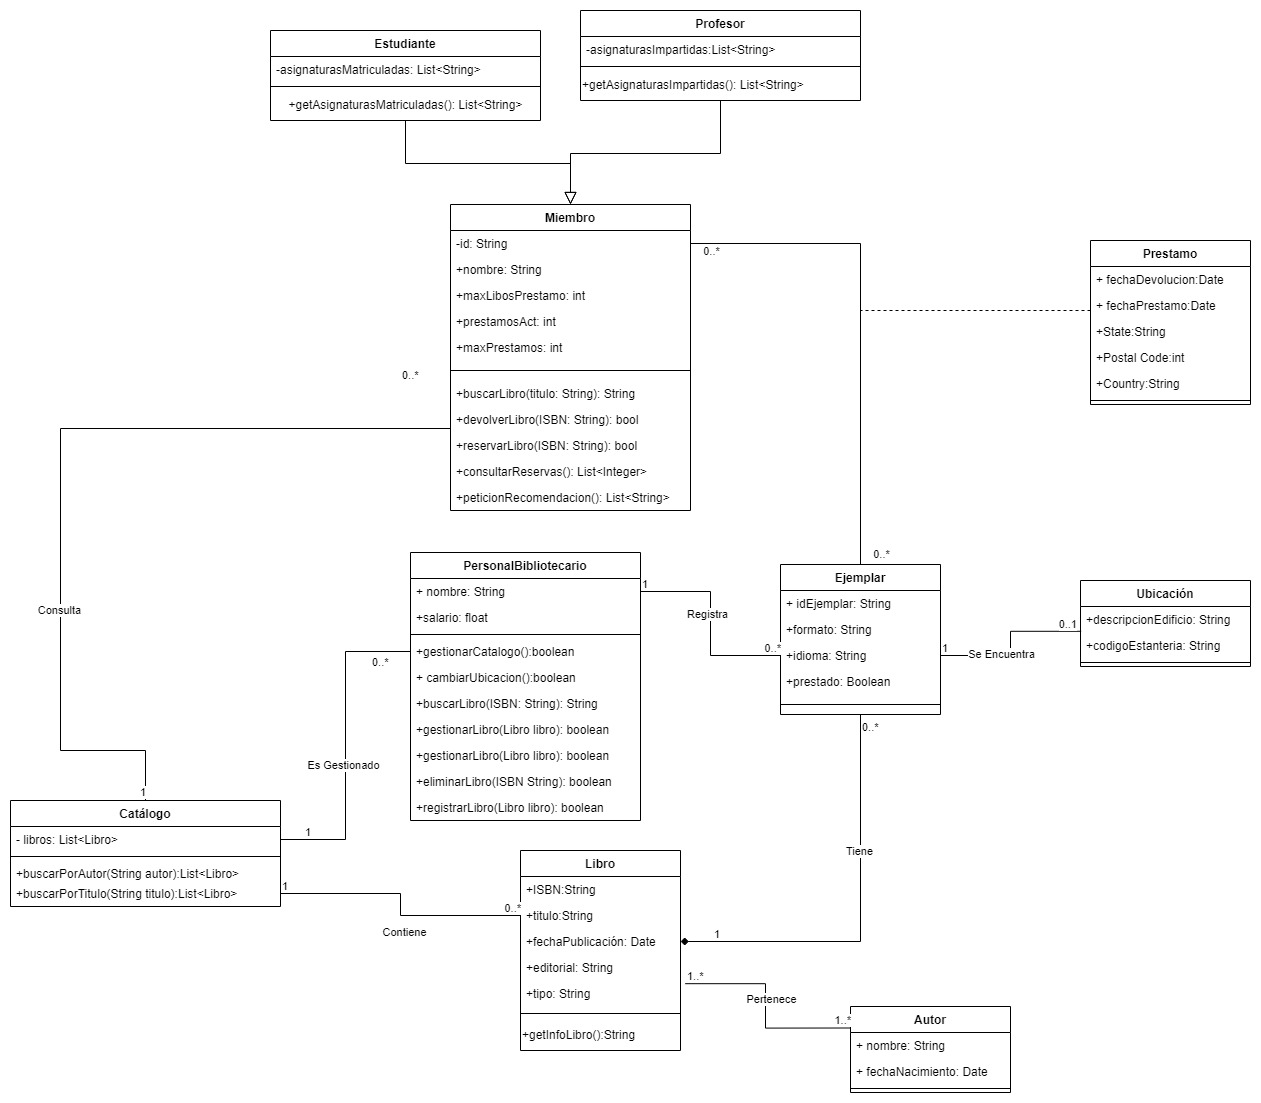 Profesor
-asignaturasImpartidas:List<String>
+getAsignaturasImpartidas(): List<String>
Estudiante
-asignaturasMatriculadas: List<String>
+getAsignaturasMatriculadas(): List<String>
Miembro
-id: String
+nombre: String
+maxLibosPrestamo: int
+prestamosAct: int
+maxPrestamos: int
+buscarLibro(titulo: String): String
+devolverLibro(ISBN: String): bool
+reservarLibro(ISBN: String): bool
+consultarReservas(): List<Integer>
+peticionRecomendacion(): List<String>
0..*
0..*
0..*
Prestamo
+ fechaDevolucion:Date
+ fechaPrestamo:Date
+State:String
+Postal Code:int
+Country:String
PersonalBibliotecario
+ nombre: String
+salario: float
+gestionarCatalogo():boolean
+ cambiarUbicacion():boolean
+buscarLibro(ISBN: String): String
+gestionarLibro(Libro libro): boolean
+gestionarLibro(Libro libro): boolean
+eliminarLibro(ISBN String): boolean
+registrarLibro(Libro libro): boolean
1
Registra
0..*
Ejemplar
+ idEjemplar: String
+formato: String
+idioma: String
+prestado: Boolean
1
Se Encuentra
0..1
Ubicación
+descripcionEdificio: String
+codigoEstanteria: String
Consulta
1
0..*
Es Gestionado
1
Catálogo
- libros: List<Libro>
+buscarPorAutor(String autor):List<Libro>
+buscarPorTitulo(String titulo):List<Libro>
1
Contiene
0..*
Libro
+ISBN:String
+titulo:String
+fechaPublicación: Date
+editorial: String
+tipo: String
+getInfoLibro():String
0..*
Tiene
1
1..*
Pertenece
1..*
Autor
+ nombre: String
+ fechaNacimiento: Date